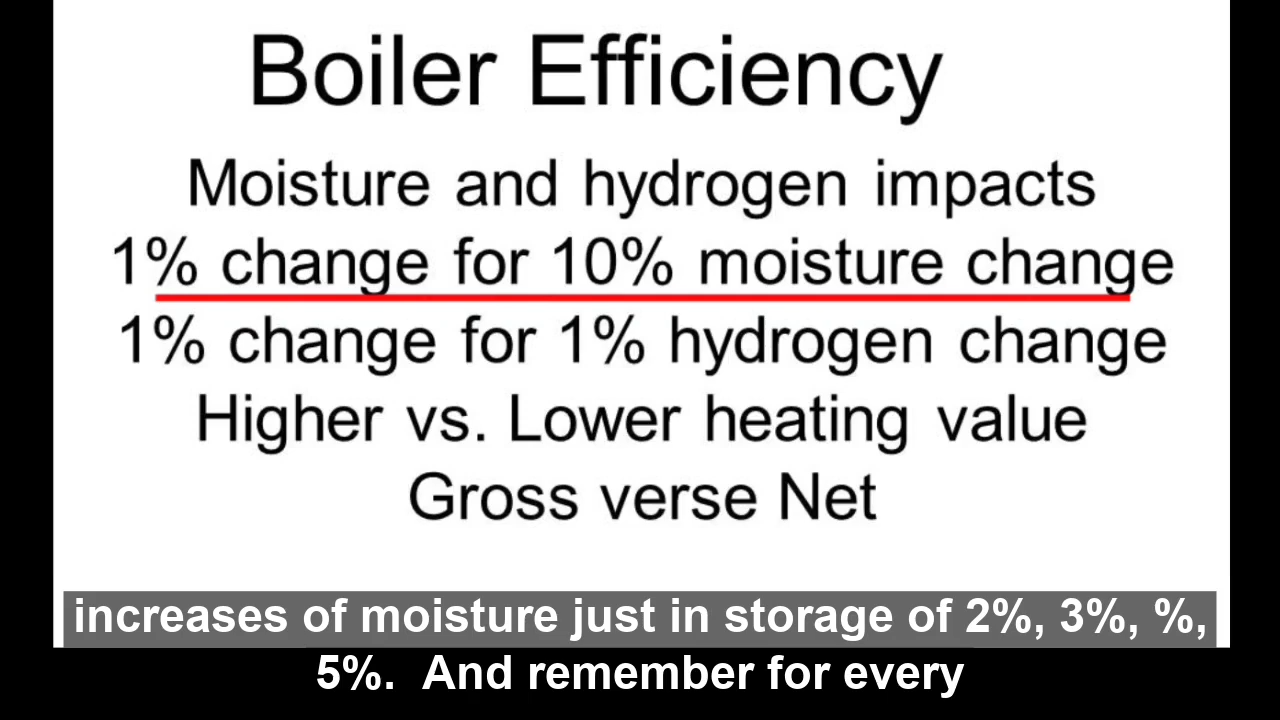 Boiler Efficiency
Moisture and hydrogen impacts
1% change for 10% moisture change
1% change for 1% hydrogen change
Higher vs. Lower heating value
Gross verse Net
increases of moisture just in storage of 2%, 3%, %,
5%. And remember for every